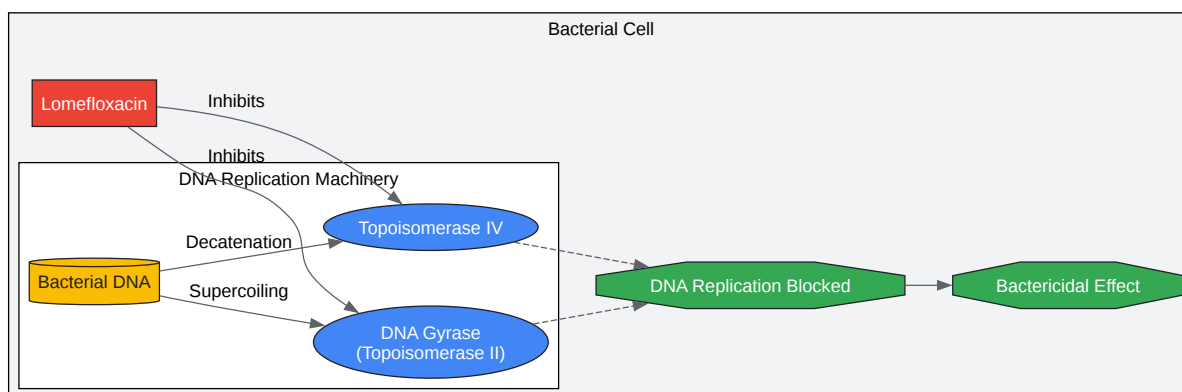 Bacterial Cell
Lomefloxacin
Inhibits
Inhibits
DNA Replication Machinery
Topoisomerase IV
Decatenation
Bacterial DNA
Supercoiling
DNA Gyrase
(Topoisomerase II)
DNA Replication Blocked
Bactericidal Effect